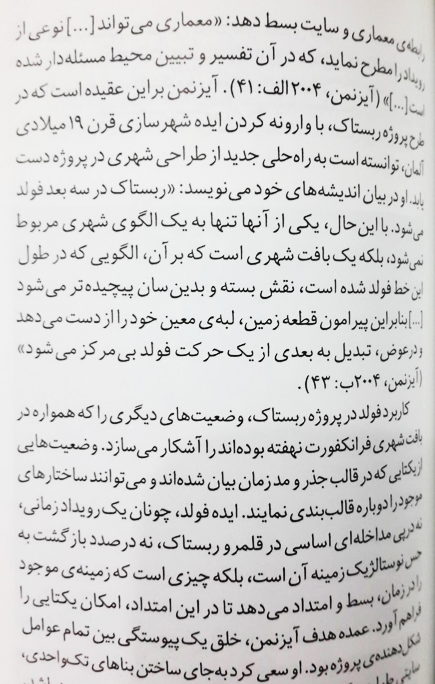 رابطه‌ی معماری و سایت بسط دهد: «معماری می‌تواند [...] نوعی از
رویداد را مطرح نماید، که در آن تفسیر و تبیین محیط مسئله‌دار شده
است [...]» (آیزنمن، ۲۰۰۴الف: ۴۱). آیزنمن بر این عقیده است که در
طرح پروژه ربستاک، با وارونه کردن ایده شهرسازی قرن ۱۹ میلادی
آلمان، توانسته است به راه‌حلی جدید از طراحی شهری در پروژه دست
یابد. او در بیان اندیشه‌های خود می‌نویسد: «ربستاک در سه بعد فولد
می‌شود. با این‌حال، یکی از آنها تنها به یک الگوی شهری مربوط
نمی‌شود، بلکه یک بافت شهری است که بر آن، الگویی که در طول
این خط فولد شده است، نقش بسته و بدین‌سان پیچیده‌تر می‌شود
[...] بنابراین پیرامون قطعه زمین، لبه‌ی معین خود را از دست می‌دهد
و در عوض، تبدیل به بعدی از یک حرکت فولد بی‌مرکز می‌شود»
(آیزنمن، ۲۰۰۴ب: ۴۳).
کاربرد فولد در پروژه ربستاک، وضعیت‌های دیگری را که همواره در
بافت شهری فرانکفورت نهفته بوده‌اند را آشکار می‌سازد. وضعیت‌هایی
از یکتایی که در قالب جذر و مد زمان بیان شده‌اند و می‌توانند ساختارهای
موجود را دوباره قالب‌بندی نمایند. ایده فولد، چونان یک رویداد زمانی،
نه در پی مداخله‌ای اساسی در قلمرو ربستاک، نه درصدد بازگشت به
حس نوستالژیک زمینه آن است، بلکه چیزی است که زمینه‌ی موجود
را در زمان، بسط و امتداد می‌دهد تا در این امتداد، امکان یکتایی را
فراهم آورد. عمده هدف آیزنمن، خلق یک پیوستگی بین تمام عوامل
شکل‌دهنده‌ی پروژه بود. او سعی کرد به‌جای ساختن بناهای تک‌واحدی،